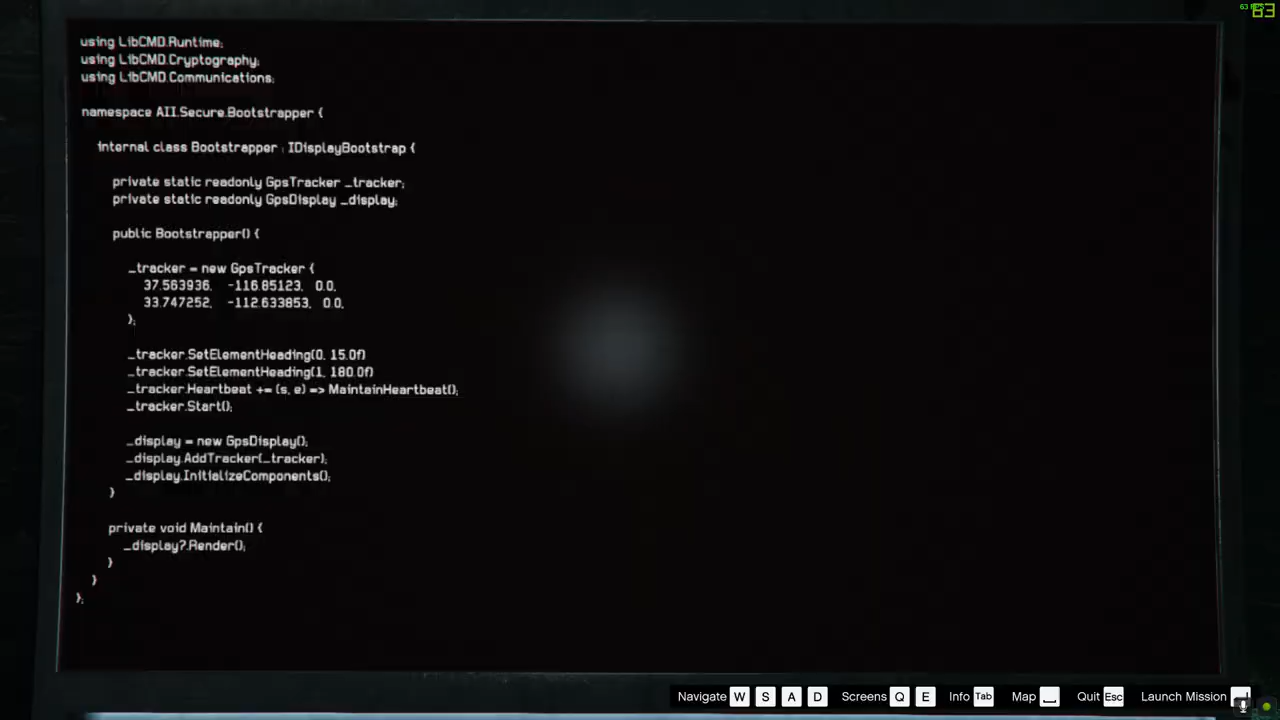 63 FPS
63
using LibCMD.Runtime;
using LibCMD.Cryptography;
using LibCMD.Communications;
namespace AII.Secure.Bootstrapper {
internal class Bootstrapper : IDisplayBootstrap {
private static readonly GpsTracker _tracker;
private static readonly GpsDisplay _display;
public Bootstrapper() {
_tracker = new GpsTracker {
37.563936, -116.85123, 0.0,
33.747252, -112.633853, 0.0,
};
_tracker.SetElementHeading(0, 15.0f)
_tracker.SetElementHeading(1, 180.0f)
_tracker.Heartbeat += (s, e) => MaintainHeartbeat();
_tracker.Start();
_display = new GpsDisplay();
_display.AddTracker(_tracker);
_display.InitializeComponents();
}
private void Maintain() {
_display?.Render();
}
}
};
Navigate W S A D Screens Q E Info Tab Map Quit Esc Launch Mission